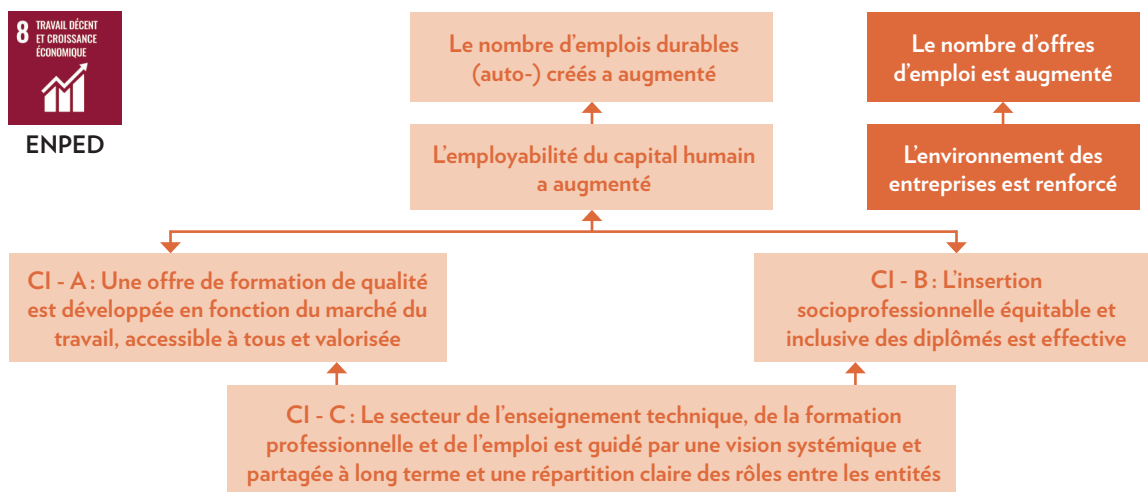 8 TRAVAIL DÉCENT
ET CROISSANCE
ÉCONOMIQUE
ENPED
Le nombre d'emplois durables
(auto-) créés a augmenté
Le nombre d'offres
d'emploi est augmenté
L'employabilité du capital humain
a augmenté
L'environnement des
entreprises est renforcé
CI - A : Une offre de formation de qualité
est développée en fonction du marché du
travail, accessible à tous et valorisée
CI - B : L'insertion
socioprofessionnelle équitable et
inclusive des diplômés est effective
CI - C : Le secteur de l'enseignement technique, de la formation
professionnelle et de l'emploi est guidé par une vision systémique et
partagée à long terme et une répartition claire des rôles entre les entités